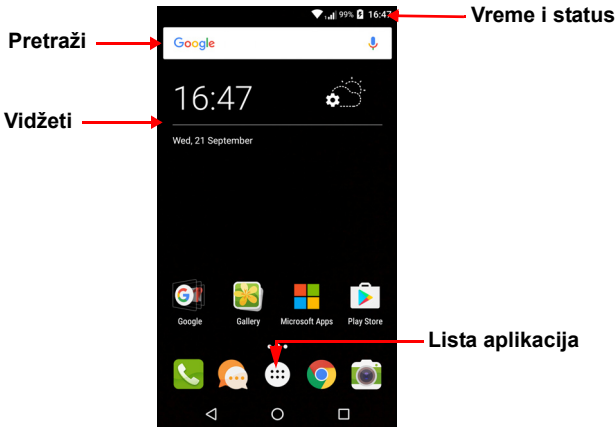 99% 16:47
Vreme i status
Pretraži
Google
16:47
Vidžeti
Wed, 21 September
Google Gallery Microsoft Apps Play Store
Lista aplikacija